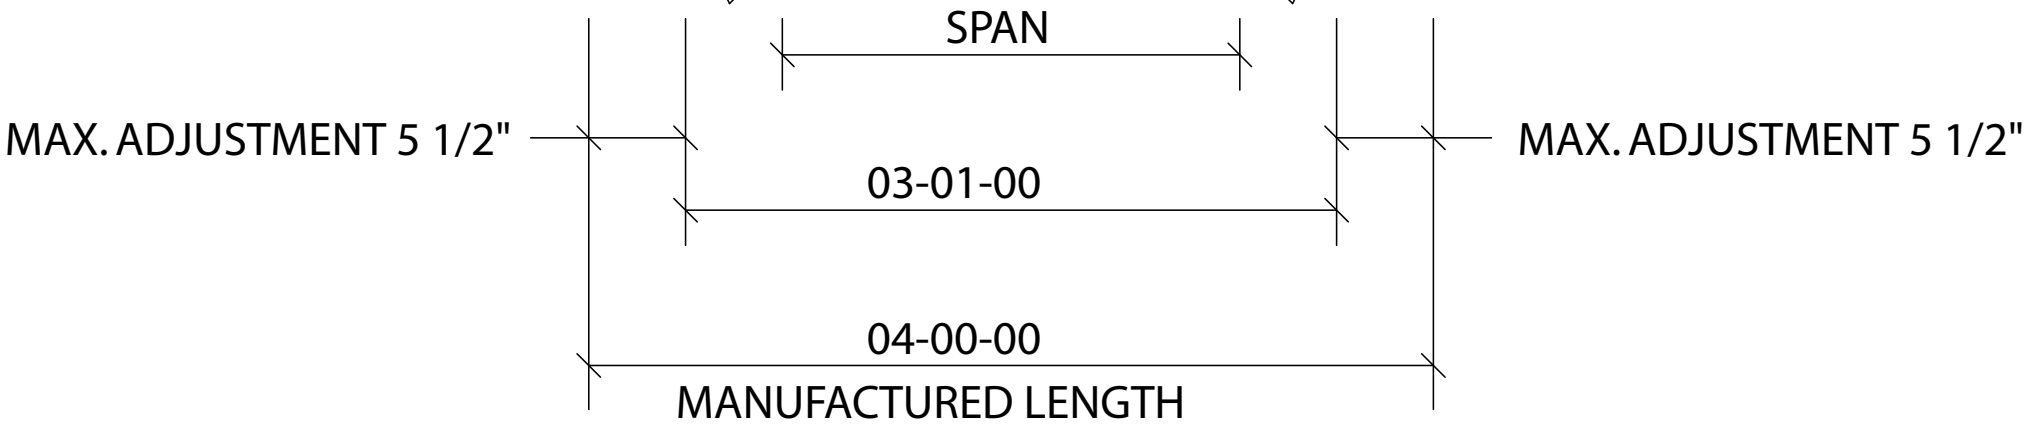 SPAN
MAX. ADJUSTMENT 5 1/2"
MAX. ADJUSTMENT 5 1/2"
03-01-00
04-00-00
MANUFACTURED LENGTH